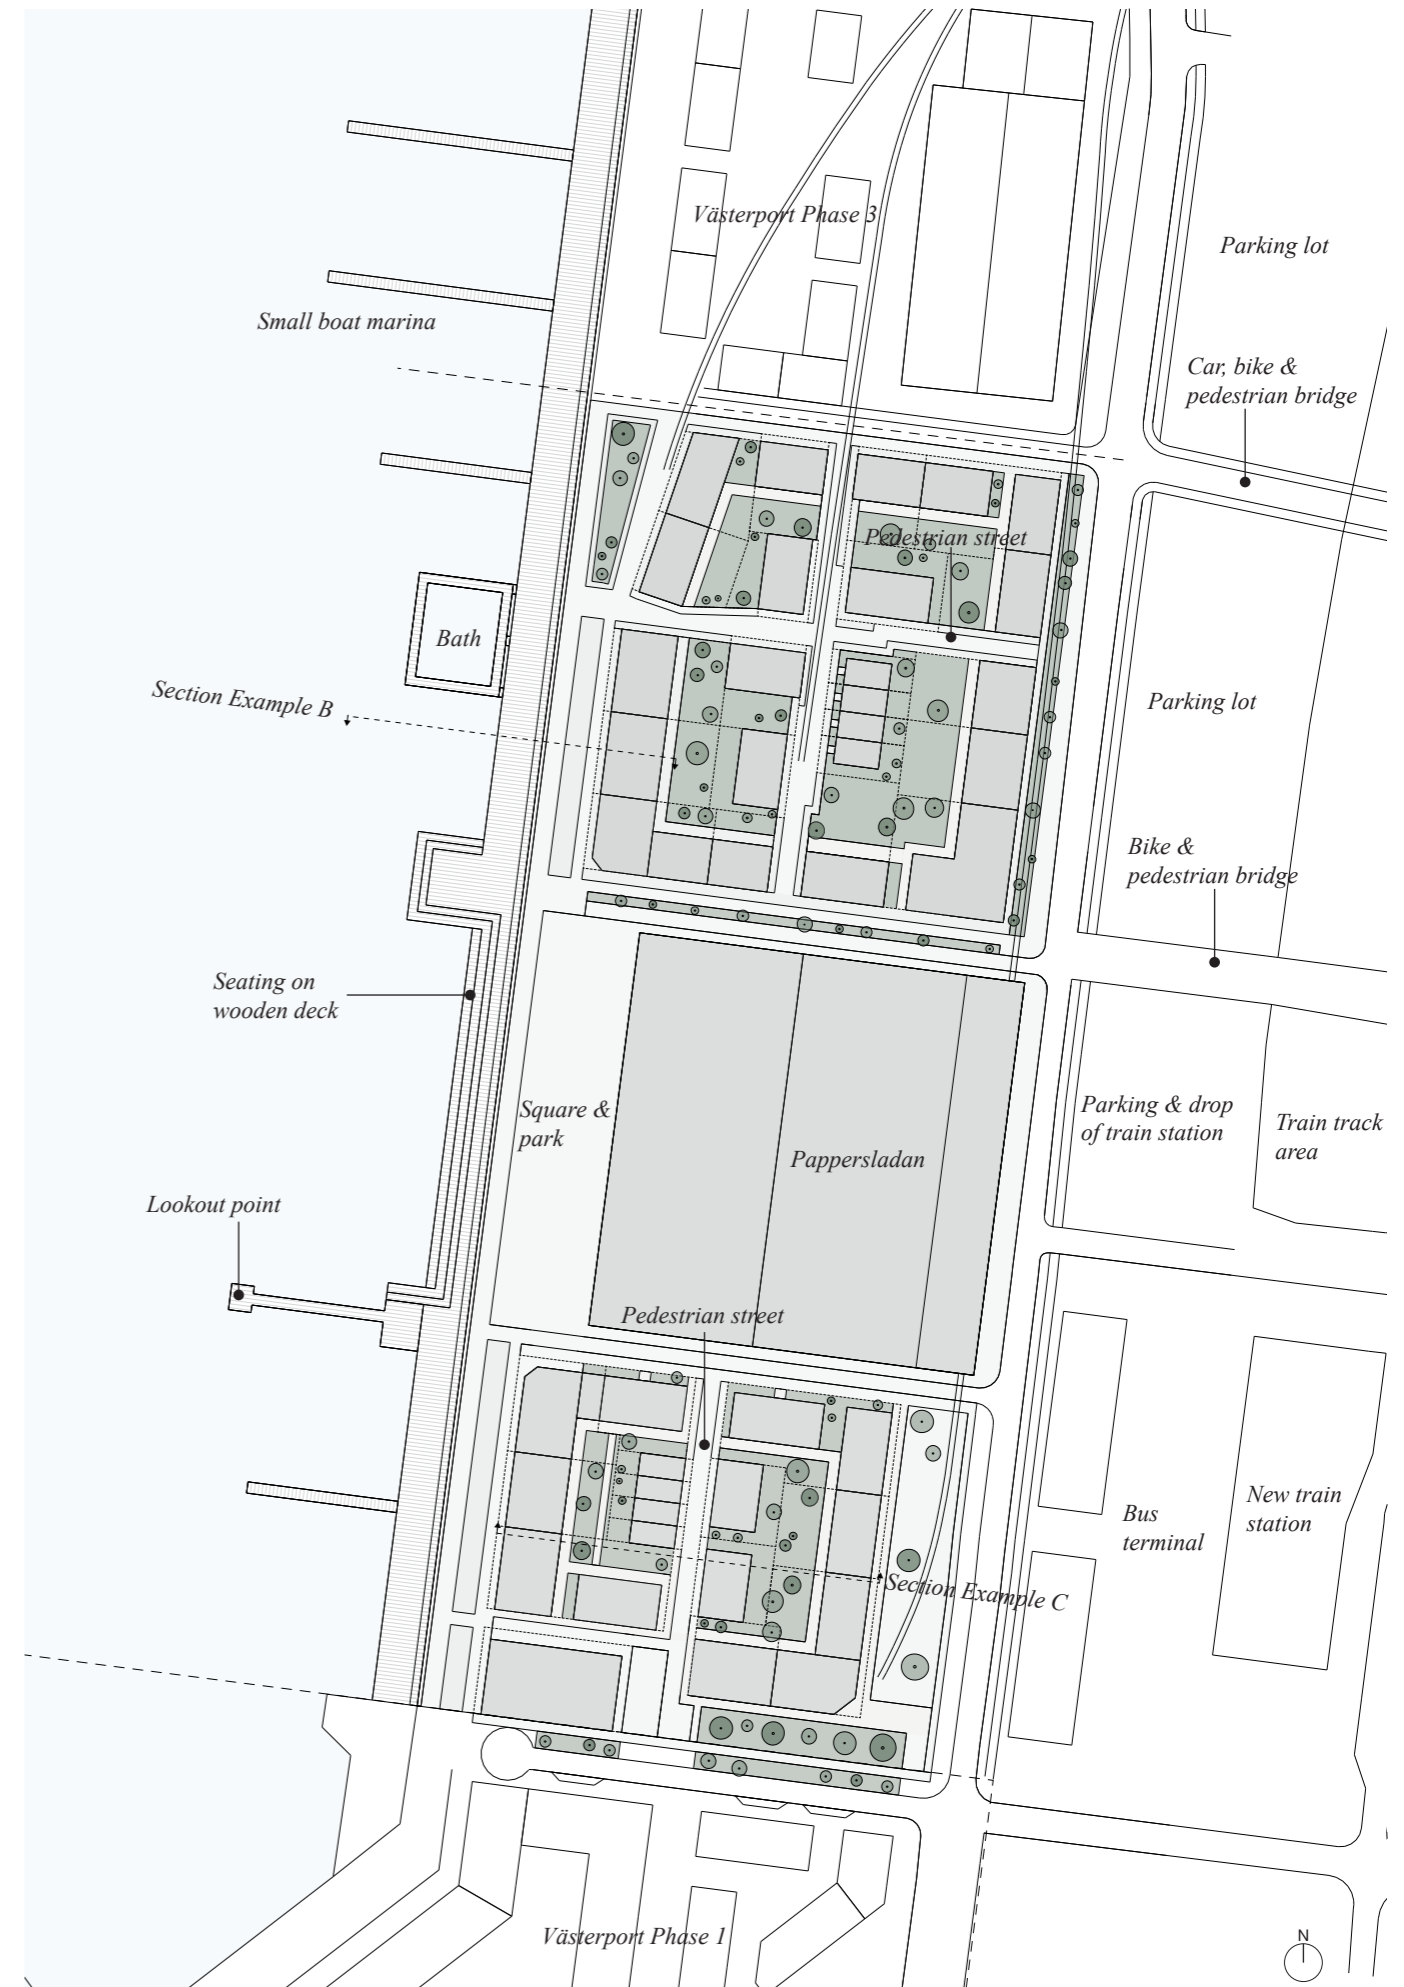 Västerport Phase 3
Parking lot
Small boat marina
Car, bike &
pedestrian bridge
Pedestrian street
Bath
Section Example B
Parking lot
Bike &
pedestrian bridge
Seating on
wooden deck
Square &
park
Parking & drop
of train station
Train track
area
Pappersladan
Lookout point
Pedestrian street
Bus
terminal
New train
station
Section Example C
Västerport Phase 1
N